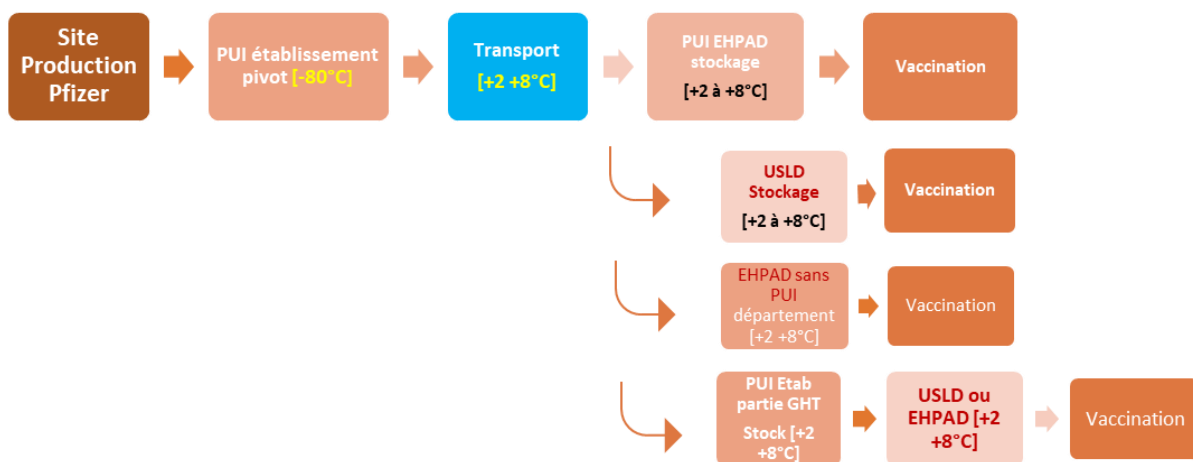 Site
Production
Pfizer
PUI établissement
pivot [-80°C]
Transport
[+2 +8°C]
PUI EHPAD
stockage
[+2 à +8°C]
Vaccination
USLD
Stockage
[+2 à +8°C]
Vaccination
EHPAD sans
PUI
département
[+2 +8°C]
Vaccination
PUI Etab
partie GHT
Stock [+2
+8°C]
USLD ou
EHPAD [+2
+8°C]
Vaccination